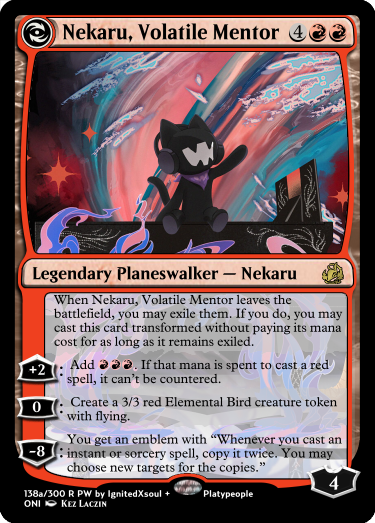 Nekaru, Volatile Mentor 4
Legendary Planeswalker — Nekaru
When Nekaru, Volatile Mentor leaves the
battlefield, you may exile them. If you do, you may
cast this card transformed without paying its mana
cost for as long as it remains exiled.
+2: Add. If that mana is spent to cast a red
spell, it can't be countered.
0: Create a 3/3 red Elemental Bird creature token
with flying.
-8: You get an emblem with “Whenever you cast an
instant or sorcery spell, copy it twice. You may
choose new targets for the copies.”
4
138a/300 R PW by IgnitedXsoul + Platypeople
ONI Kez Laczin